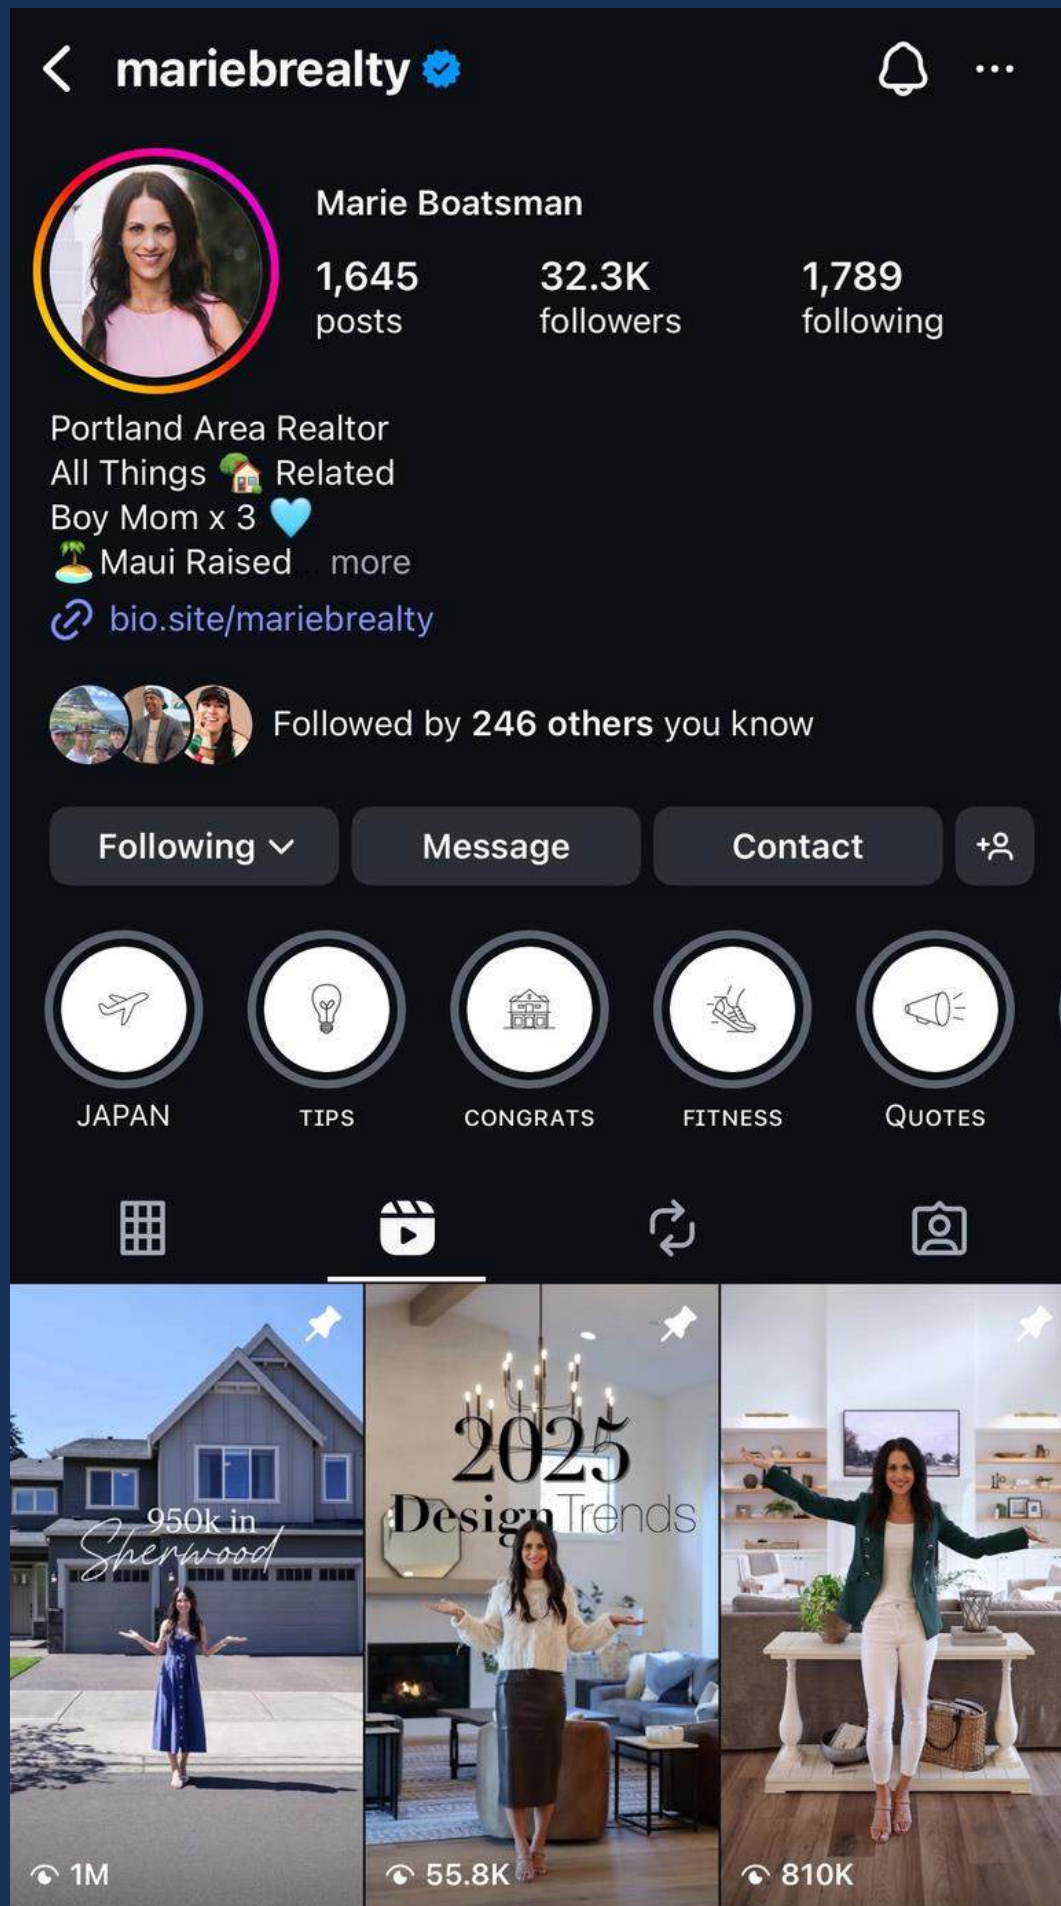 mariebrealty
Marie Boatsman
1,645 32.3K 1,789
posts followers following
Portland Area Realtor
All Things 🏡 Related
Boy Mom x 3 🩵
🏝️Maui Raised... more
bio.site/mariebrealty
Followed by 246 others you know
Following Message Contact
JAPAN TIPS CONGRATS FITNESS QUOTES
950k in
Sherwood
2025
Design Trends
1M 55.8K 810K